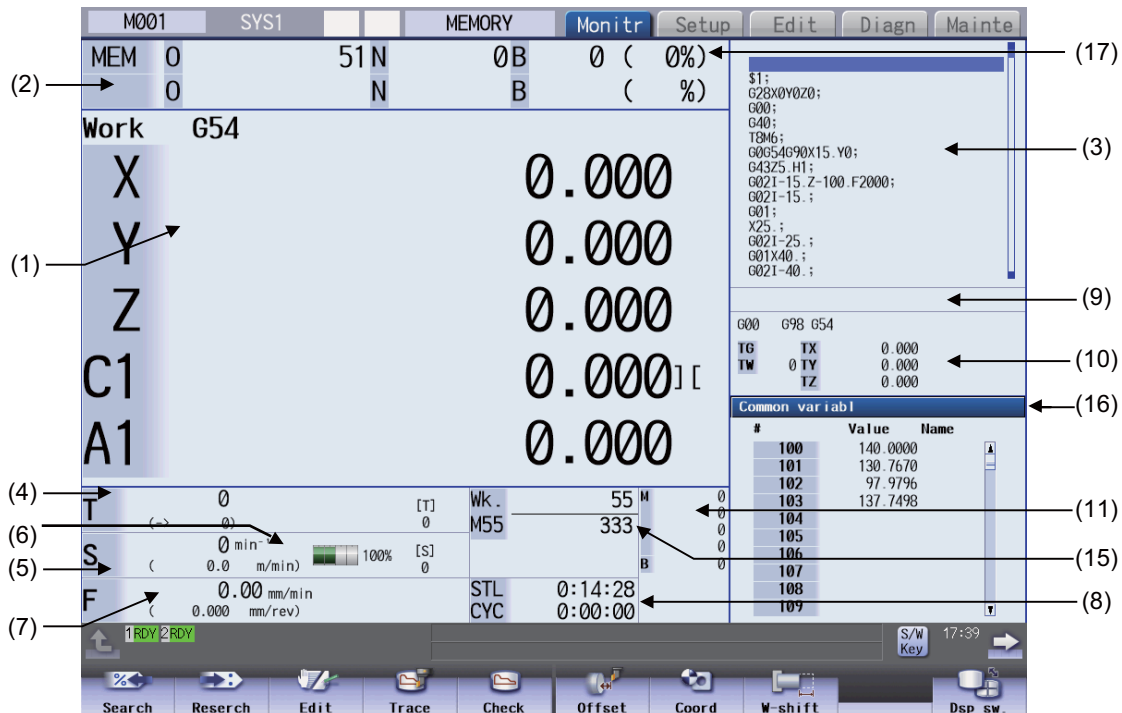 M001 SYS1 MEMORY Monitr Setup Edit Diagn Mainte
MEM O 51 N 0 B 0 ( 0%)
O N B ( %)
(17)
(2)
Work G54
X 0.000
Y 0.000
Z 0.000
C1 0.000 ][
A1 0.000
(1)
$1;
G28X0Y0Z0;
G00;
G40;
T8M6;
G0G54G90X15.Y0;
G43Z5.H1;
G02I-15.Z-100.F2000;
G02I-15.;
G01;
X25.;
G02I-25.;
G01X40.;
G02I-40.;
(3)
(9)
G00 G98 G54
TG TX 0.000
TW 0 TY 0.000
TZ 0.000
(10)
Common variabl
(16)
# Value Name
100 140.0000
101 130.7670
102 97.9796
103 137.7498
104
105
106
107
108
109
(4)
T 0 [T]
(-> 0) 0
(6)
S 0 min-1 100% [S]
( 0.0 m/min) 0
(5)
F 0.00 mm/min
( 0.000 mm/rev)
(7)
Wk. 55
M55 333
M 0
0
0
0
B 0
(11)
(15)
STL 0:14:28
CYC 0:00:00
(8)
1RDY 2RDY
S/W Key 17:39
Search Reserch Edit Trace Check Offset Coord W-shift Dsp sw.